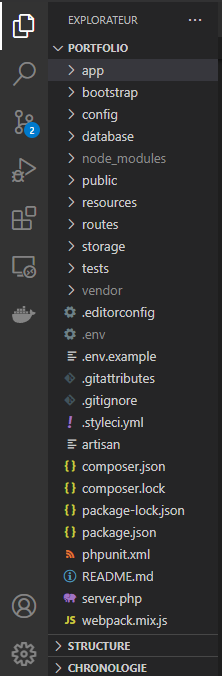 EXPLORATEUR
PORTFOLIO
app
bootstrap
config
database
node_modules
public
resources
routes
storage
tests
vendor
.editorconfig
.env
.env.example
.gitattributes
.gitignore
.styleci.yml
artisan
composer.json
composer.lock
package-lock.json
package.json
phpunit.xml
README.md
server.php
JS webpack.mix.js
STRUCTURE
CHRONOLOGIE
2